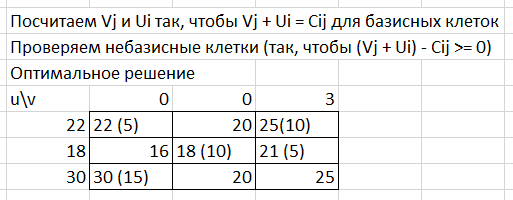 Посчитаем Vj и Ui так, чтобы Vj + Ui = Cij для базисных клеток
Проверяем небазисные клетки (так, чтобы (Vj + Ui) - Cij >= 0)
Оптимальное решение
u\v 0 0 3
22 22 (5) 20 25(10)
18 16 18 (10) 21 (5)
30 30 (15) 20 25